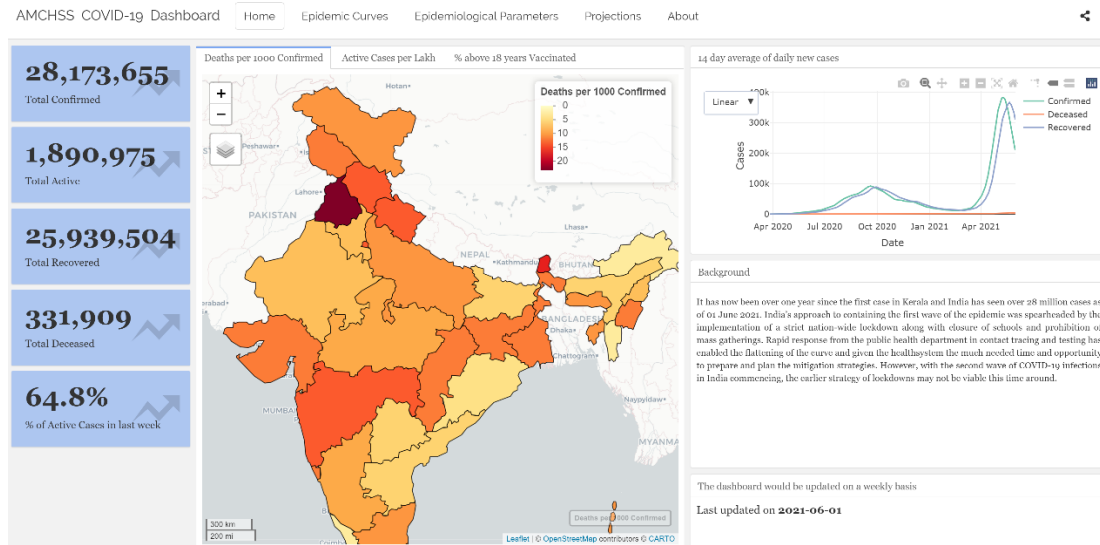 AMCHSS COVID-19 Dashboard
Home
Epidemic Curves
Epidemiological Parameters
Projections
About
28,173,655
Total Confirmed
1,890,975
Total Active
25,939,504
Total Recovered
331,909
Total Deceased
64.8%
% of Active Cases in last week
Deaths per 1000 Confirmed
Active Cases per Lakh
% above 18 years Vaccinated
+
−
Deaths per 1000 Confirmed
0
5
10
15
20
Hotan
Peshawar
Lahore
PAKISTAN
Lhasa
NEPAL
Kathmandu
BHUTAN
BANGLADESH
Dhaka
Chattogram
MUMBAI
Naypyidaw
MYANMA
300 km
200 mi
Deaths per 1000 Confirmed
Leaflet | © OpenStreetMap contributors © CARTO
14 day average of daily new cases
Linear
400k
300k
200k
100k
0
Cases
Apr 2020
Jul 2020
Oct 2020
Jan 2021
Apr 2021
Date
Confirmed
Deceased
Recovered
Background
It has now been over one year since the first case in Kerala and India has seen over 28 million cases as
of 01 June 2021. India's approach to containing the first wave of the epidemic was spearheaded by the
implementation of a strict nation-wide lockdown along with closure of schools and prohibition of
mass gatherings. Rapid response from the public health department in contact tracing and testing has
enabled the flattening of the curve and given the healthsystem the much needed time and opportunity
to prepare and plan the mitigation strategies. However, with the second wave of COVID-19 infections
in India commencing, the earlier strategy of lockdowns may not be viable this time around.
The dashboard would be updated on a weekly basis
Last updated on 2021-06-01